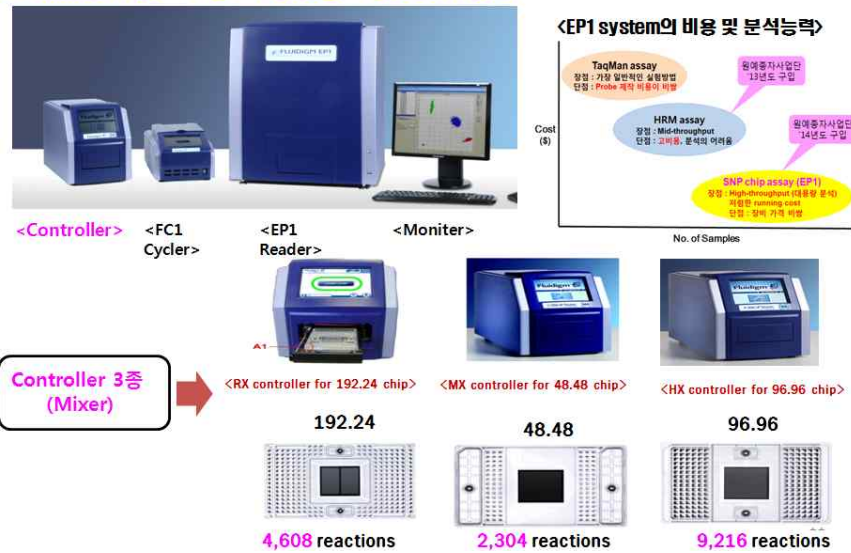 <EP1 system의 비용 및 분석능력>
FLUIDIGM EP1
TaqMan assay
장점 : 가장 일반적인 실험방법
단점 : Probe 제작 비용이 비쌈
원예종자사업단
'13년도 구입
HRM assay
장점 : Mid-throughput
단점 : 고비용, 분석의 어려움
원예종자사업단
'14년도 구입
Cost
($)
SNP chip assay (EP1)
장점 : High-throughput (대용량 분석)
저렴한 running cost
단점 : 장비 가격 비쌈
No. of Samples
<Controller>
<FC1
Cycler>
<EP1
Reader>
<Moniter>
A1
Fluidigm
Fluidigm
Controller 3종
(Mixer)
<RX controller for 192.24 chip>
<MX controller for 48.48 chip>
<HX controller for 96.96 chip>
192.24
48.48
96.96
4,608 reactions
2,304 reactions
9,216 reactions